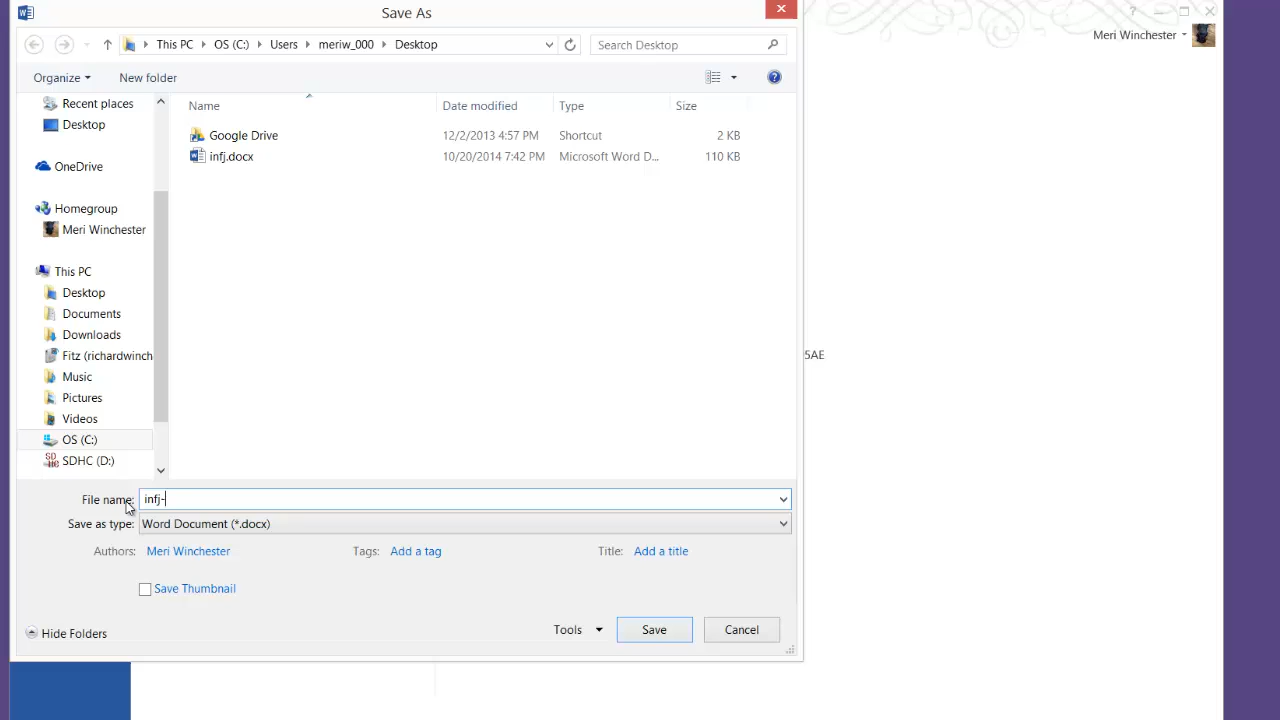 Save As
?
Meri Winchester
This PC OS (C:) Users meriw_000 Desktop
Search Desktop
Organize New folder
?
Recent places
Desktop
OneDrive
Homegroup
Meri Winchester
This PC
Desktop
Documents
Downloads
Fitz (richardwinch
Music
Pictures
Videos
OS (C:)
SDHC (D:)
Name Date modified Type Size
Google Drive 12/2/2013 4:57 PM Shortcut 2 KB
infj.docx 10/20/2014 7:42 PM Microsoft Word D... 110 KB
5AE
File name: infj-
Save as type: Word Document (*.docx)
Authors: Meri Winchester Tags: Add a tag Title: Add a title
Save Thumbnail
Hide Folders
Tools Save Cancel